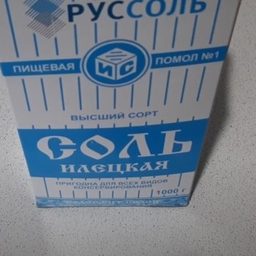 РУССОЛЬ
ПИЩЕВАЯ ИС ПОМОЛ №1
ВЫСШИЙ СОРТ
СОЛЬ
ИЛЕЦКАЯ
ПРИГОДНА ДЛЯ ВСЕХ ВИДОВ
КОНСЕРВИРОВАНИЯ
1000 г